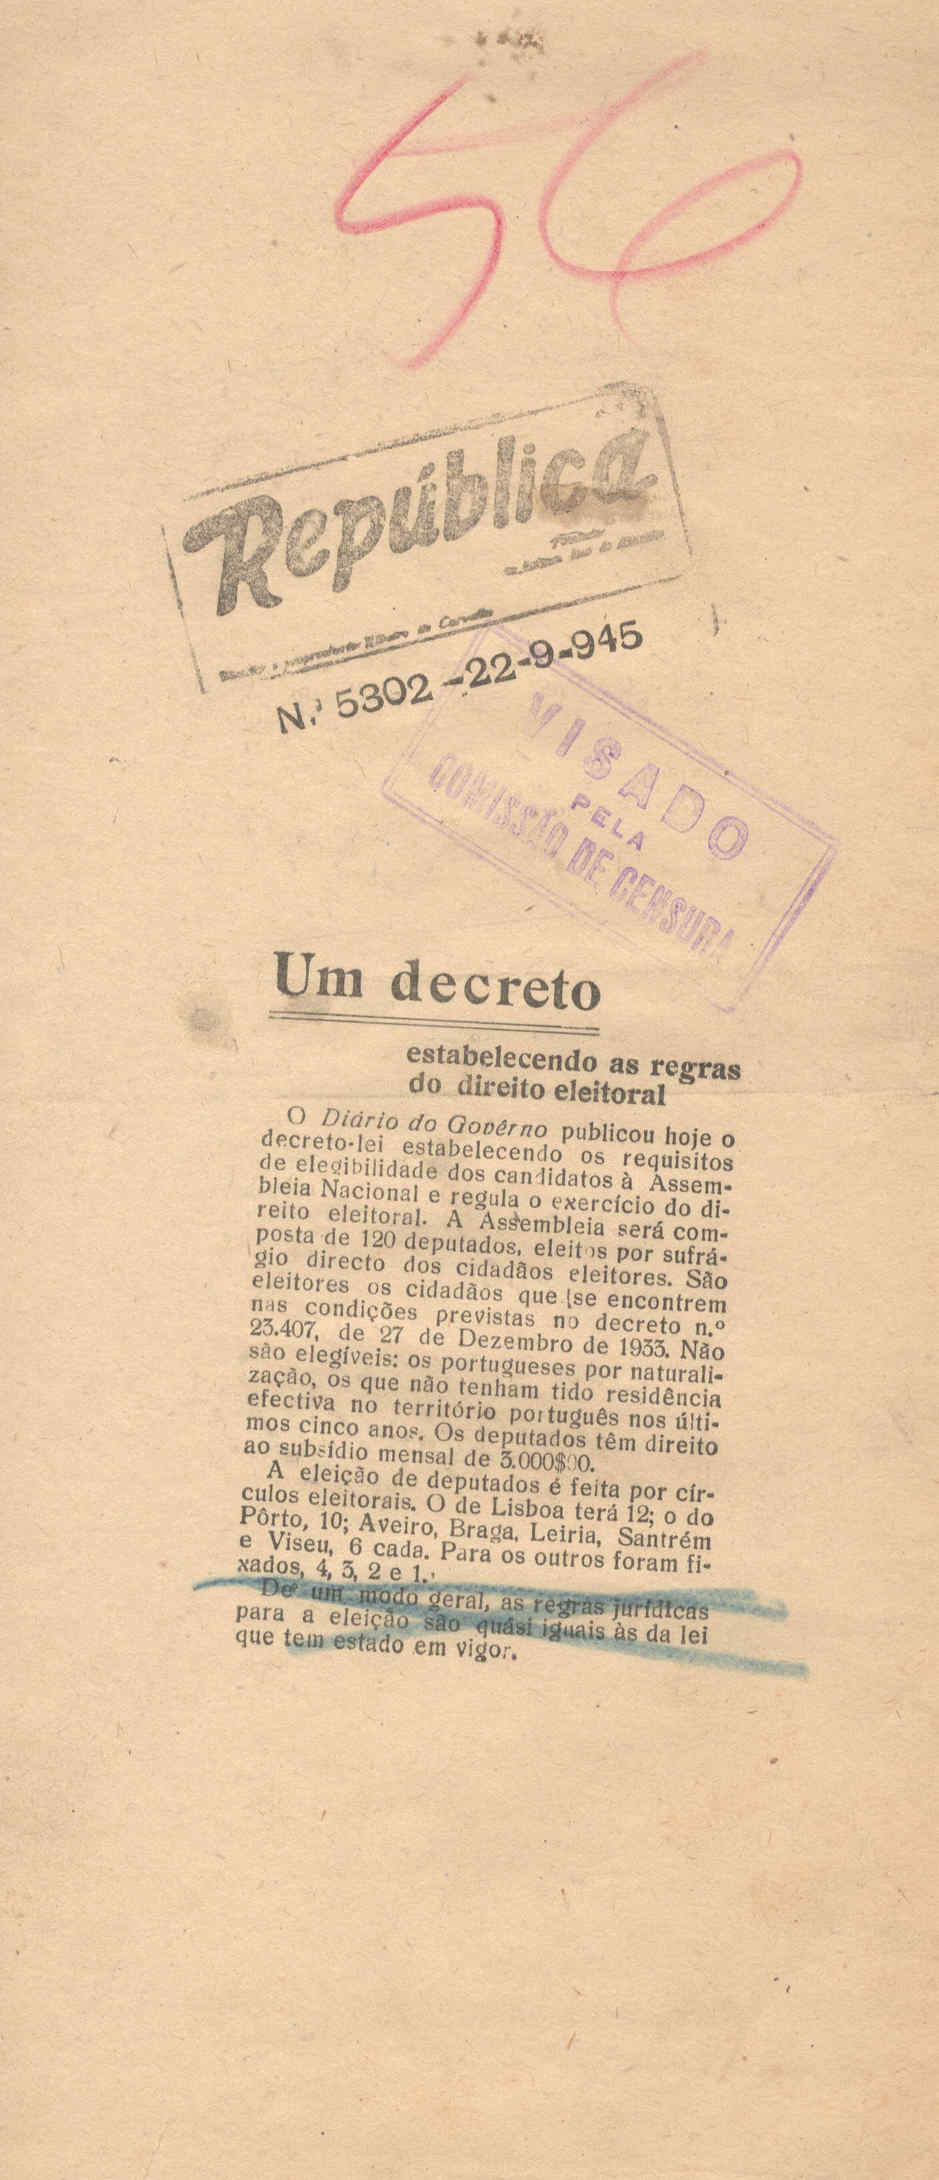 56
República
N.º 5302-22-9-945
VISADO
PELA
COMISSÃO DE CENSURA
Um decreto
estabelecendo as regras
do direito eleitoral
O Diário do Govêrno publicou hoje o
decreto-lei estabelecendo os requisitos
de elegibilidade dos candidatos à Assem-
bleia Nacional e regula o exercício do di-
reito eleitoral. A Assembleia será com-
posta de 120 deputados, eleitos por sufrá-
gio directo dos cidadãos eleitores. São
eleitores os cidadãos que se encontrem
nas condições previstas no decreto n.º
23.407, de 27 de Dezembro de 1933. Não
são elegíveis: os portugueses por naturali-
zação, os que não tenham tido residência
efectiva no território português nos últi-
mos cinco anos. Os deputados têm direito
ao subsídio mensal de 3.000$00.
A eleição de deputados é feita por cír-
culos eleitorais. O de Lisboa terá 12; o do
Pôrto, 10; Aveiro, Braga, Leiria, Santrém
e Viseu, 6 cada. Para os outros foram fi-
xados, 4, 3, 2 e 1.
De um modo geral, as regras jurídicas
para a eleição são quási iguais às da lei
que tem estado em vigor.